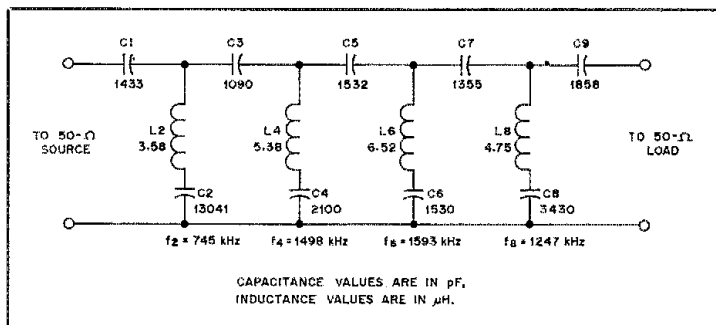 C1 C3 C5 C7 C9
1433 1090 1532 1355 1858
TO 50-Ω
SOURCE
L2
3.58
L4
5.38
L6
6.52
L8
4.75
TO 50-Ω
LOAD
C2
13041
C4
2100
C6
1530
C8
3430
f2 = 745 kHz f4 = 1498 kHz f6 = 1593 kHz f8 = 1247 kHz
CAPACITANCE VALUES ARE IN pF.
INDUCTANCE VALUES ARE IN µH.